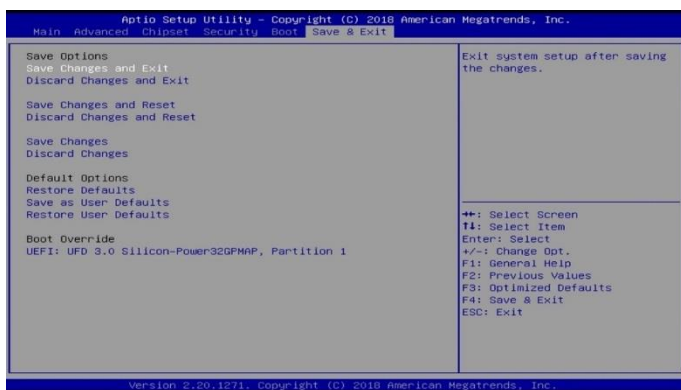 Aptio Setup Utility – Copyright (C) 2018 American Megatrends, Inc.
Main Advanced Chipset Security Boot Save & Exit
Save Options
Save Changes and Exit
Discard Changes and Exit
Save Changes and Reset
Discard Changes and Reset
Save Changes
Discard Changes
Default Options
Restore Defaults
Save as User Defaults
Restore User Defaults
Boot Override
UEFI: UFD 3.0 Silicon-Power32GPMAP, Partition 1
Exit system setup after saving
the changes.
→←: Select Screen
↑↓: Select Item
Enter: Select
+/-: Change Opt.
F1: General Help
F2: Previous Values
F3: Optimized Defaults
F4: Save & Exit
ESC: Exit
Version 2.20.1271. Copyright (C) 2018 American Megatrends, Inc.